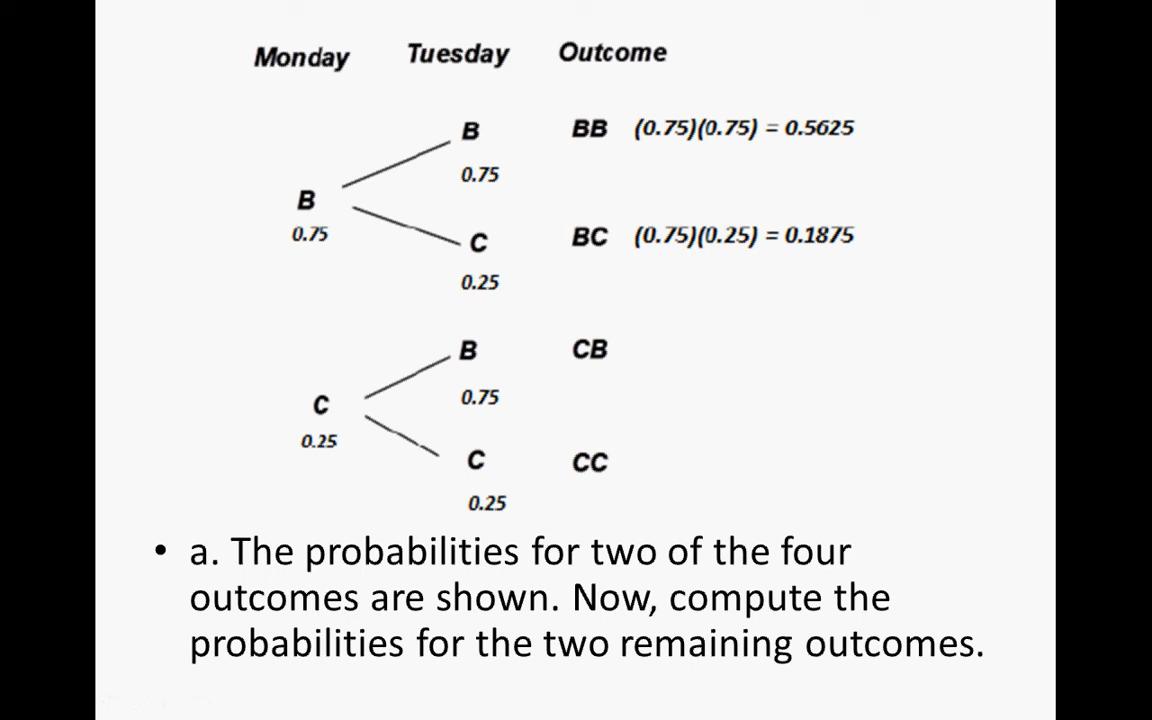 Monday Tuesday Outcome
B BB (0.75)(0.75) = 0.5625
0.75
B
0.75
C BC (0.75)(0.25) = 0.1875
0.25
B CB
0.75
C
0.25
C CC
0.25
• a. The probabilities for two of the four
outcomes are shown. Now, compute the
probabilities for the two remaining outcomes.